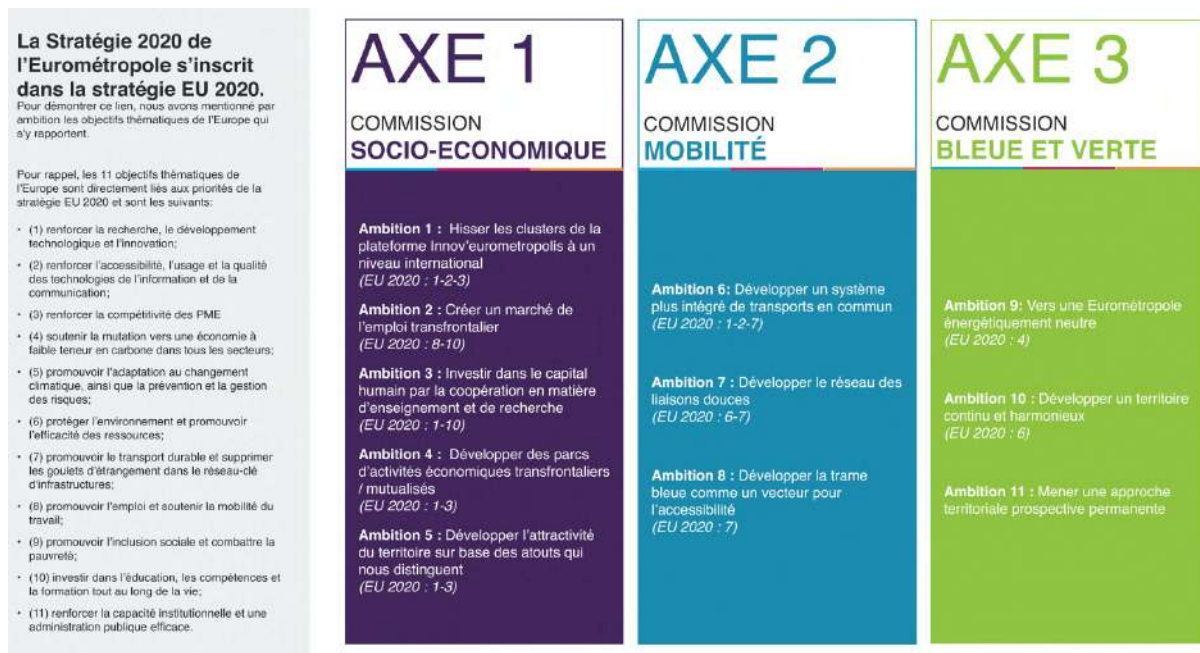 La Stratégie 2020 de
l'Eurométropole s'inscrit
dans la stratégie EU 2020.
Pour démontrer ce lien, nous avons mentionné par
ambition les objectifs thématiques de l'Europe qui
s'y rapportent.
Pour rappel, les 11 objectifs thématiques de
l'Europe sont directement liés aux priorités de la
stratégie EU 2020 et sont les suivants:
• (1) renforcer la recherche, le développement
technologique et l'innovation;
• (2) renforcer l'accessibilité, l'usage et la qualité
des technologies de l'information et de la
communication;
• (3) renforcer la compétitivité des PME
• (4) soutenir la mutation vers une économie à
faible teneur en carbone dans tous les secteurs;
• (5) promouvoir l'adaptation au changement
climatique, ainsi que la prévention et la gestion
des risques;
• (6) protéger l'environnement et promouvoir
l'efficacité des ressources;
• (7) promouvoir le transport durable et supprimer
les goulets d'étrangement dans le réseau-clé
d'infrastructures;
• (8) promouvoir l'emploi et soutenir la mobilité du
travail;
• (9) promouvoir l'inclusion sociale et combattre la
pauvreté;
• (10) investir dans l'éducation, les compétences et
la formation tout au long de la vie;
• (11) renforcer la capacité institutionnelle et une
administration publique efficace.
AXE 1
COMMISSION
SOCIO-ECONOMIQUE
Ambition 1 : Hisser les clusters de la
plateforme Innov'eurometropolis à un
niveau international
(EU 2020 : 1-2-3)
Ambition 2 : Créer un marché de
l'emploi transfrontalier
(EU 2020 : 8-10)
Ambition 3 : Investir dans le capital
humain par la coopération en matière
d'enseignement et de recherche
(EU 2020 : 1-10)
Ambition 4 : Développer des parcs
d'activités économiques transfrontaliers
/ mutualisés
(EU 2020 : 1-3)
Ambition 5 : Développer l'attractivité
du territoire sur base des atouts qui
nous distinguent
(EU 2020 : 1-3)
AXE 2
COMMISSION
MOBILITÉ
Ambition 6: Développer un système
plus intégré de transports en commun
(EU 2020 : 1-2-7)
Ambition 7 : Développer le réseau des
liaisons douces
(EU 2020 : 6-7)
Ambition 8 : Développer la trame
bleue comme un vecteur pour
l'accessibilité
(EU 2020 : 7)
AXE 3
COMMISSION
BLEUE ET VERTE
Ambition 9: Vers une Eurométropole
énergétiquement neutre
(EU 2020 : 4)
Ambition 10 : Développer un territoire
continu et harmonieux
(EU 2020 : 6)
Ambition 11 : Mener une approche
territoriale prospective permanente